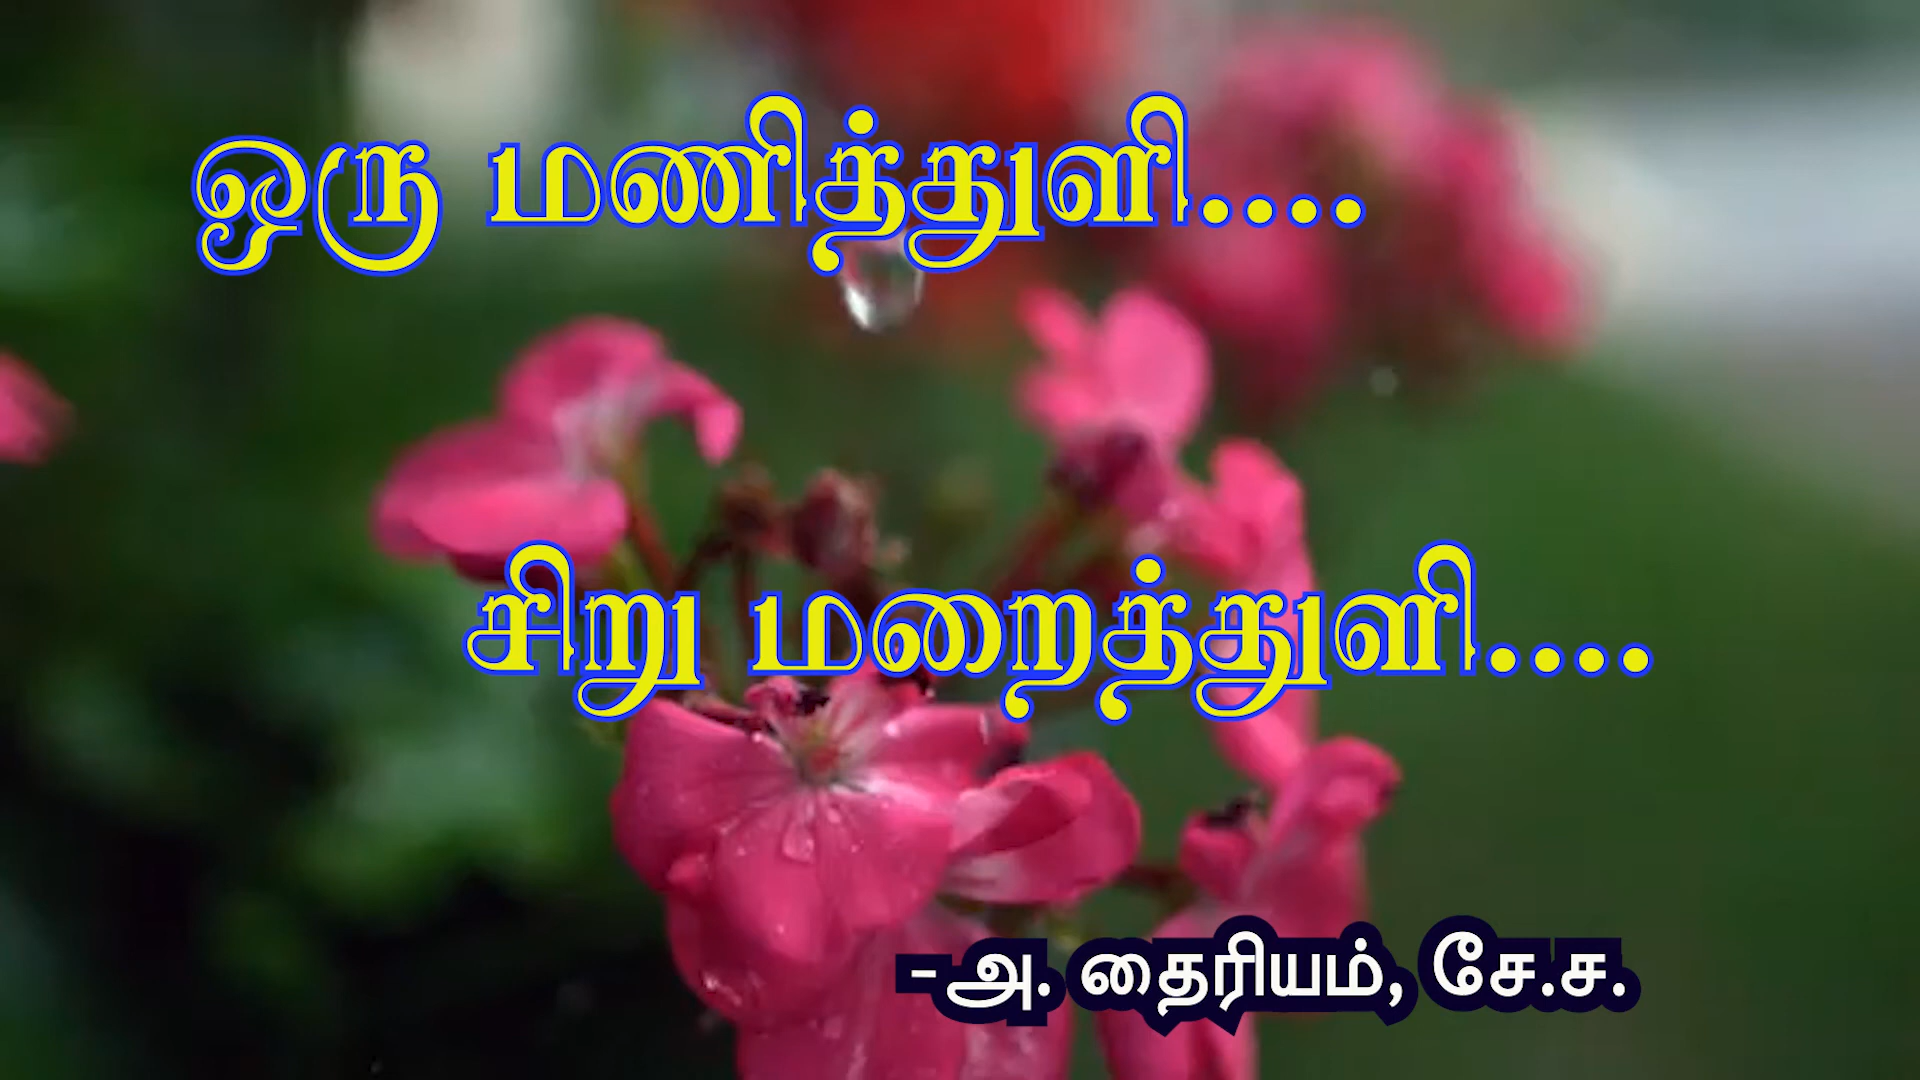 ஒரு மணித்துளி....
சிறு மறைத்துளி....
-அ. தைரியம், சே.ச.